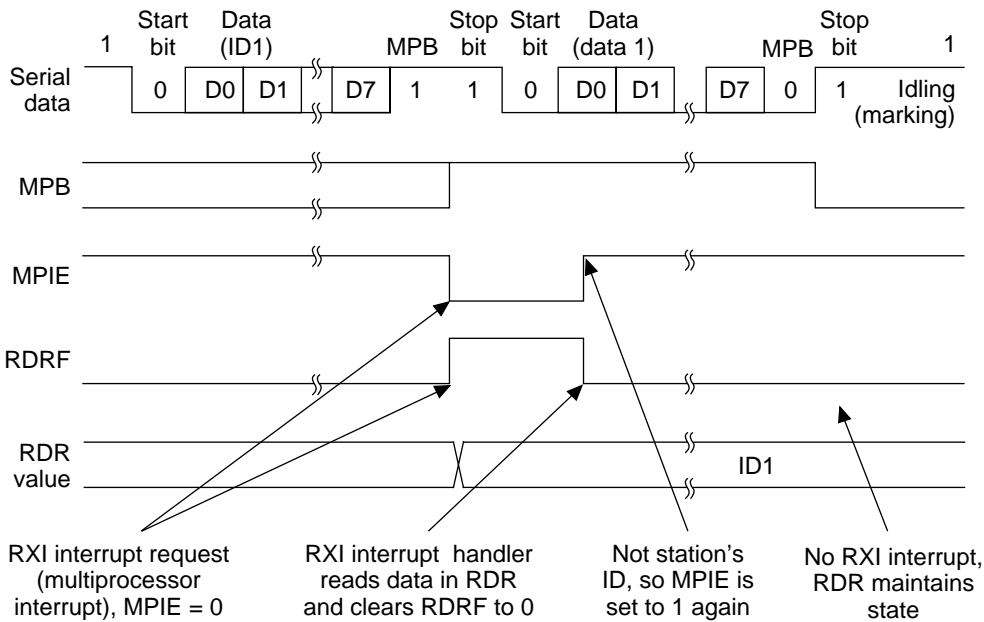 1 Start bit Data (ID1) MPB Stop bit Start bit Data (data 1) MPB Stop bit 1
Serial data 0 D0 D1 D7 1 1 0 D0 D1 D7 0 1 Idling (marking)
MPB
MPIE
RDRF
RDR value ID1
RXI interrupt request
(multiprocessor
interrupt), MPIE = 0
RXI interrupt handler
reads data in RDR
and clears RDRF to 0
Not station's
ID, so MPIE is
set to 1 again
No RXI interrupt,
RDR maintains
state